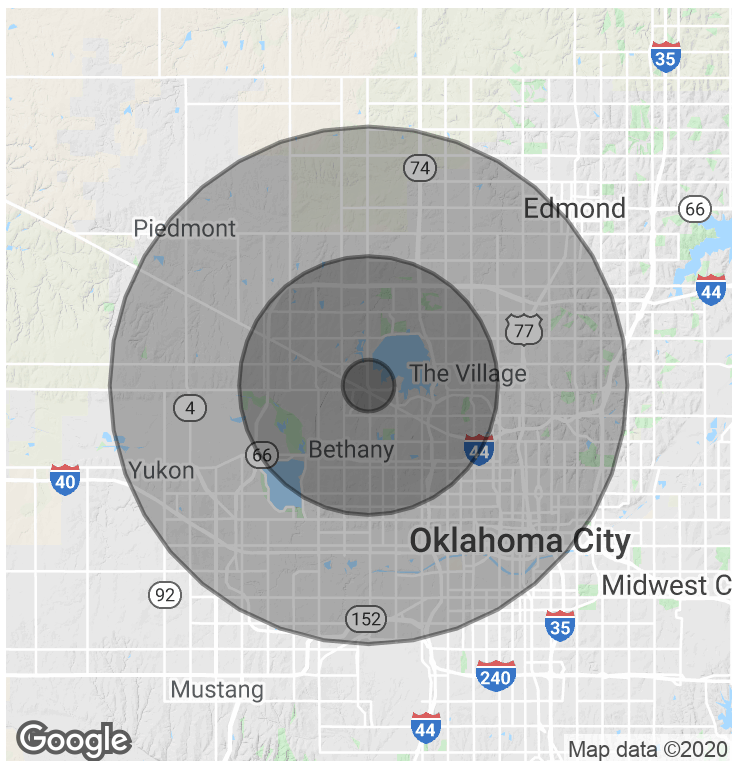 35
74
Edmond
66
Piedmont
44
77
The Village
4
Bethany
44
66
Yukon
40
Oklahoma City
Midwest C
92
152
35
240
Mustang
44
Google
Map data ©2020